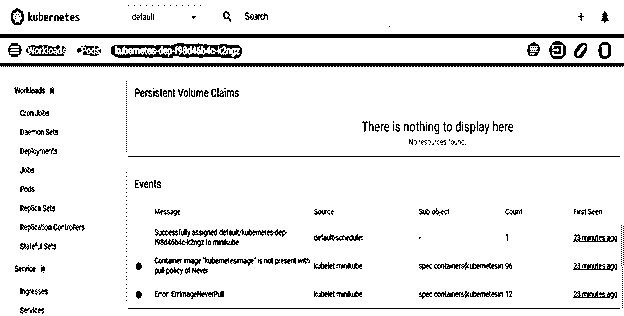 kubernetes
default
Search
Workloads
Pods
kubernetes-dep-f98d46b4c-k2ngz
Workloads N
Cron Jobs
Daemon Sets
Deployments
Jobs
Pods
Replica Sets
Replication Controllers
Stateful Sets
Service N
Ingresses
Services
Persistent Volume Claims
There is nothing to display here
No resources found.
Events
Message Source Sub-object Count First Seen
Successfully assigned default/kubernetes-dep-
f98d46b4c-k2ngz to minikube default-scheduler - 1 23 minutes ago
Container image "kubernetesimage" is not present with
pull policy of Never kubelet minikube spec.containers{kubernetesim 96 23 minutes ago
Error: ErrImageNeverPull kubelet minikube spec.containers{kubernetesim 12 23 minutes ago